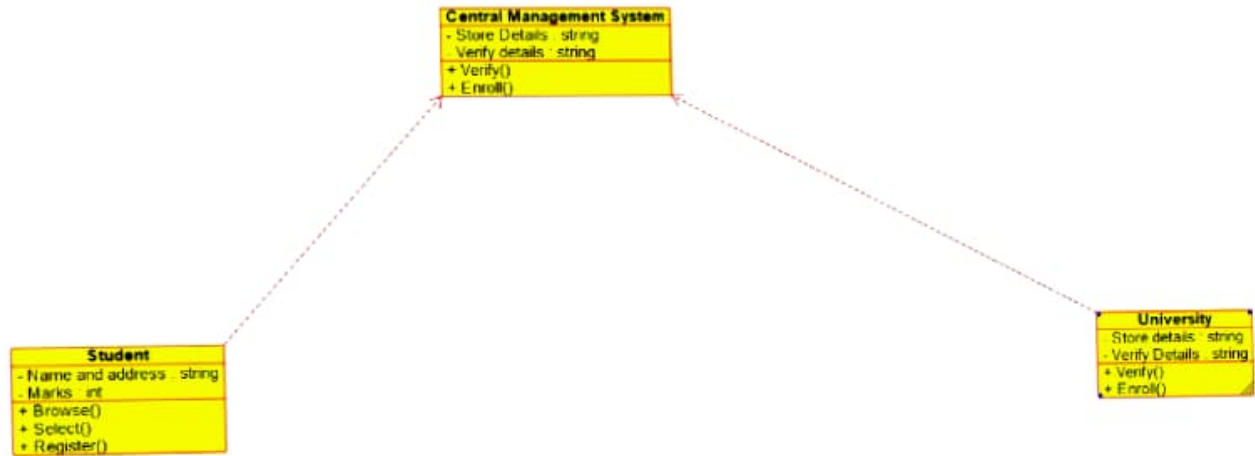 Central Management System
- Store Details : string
- Verify details : string
+ Verify()
+ Enroll()
Student
- Name and address : string
- Marks : int
+ Browse()
+ Select()
+ Register()
University
- Store details : string
- Verify Details : string
+ Verify()
+ Enroll()